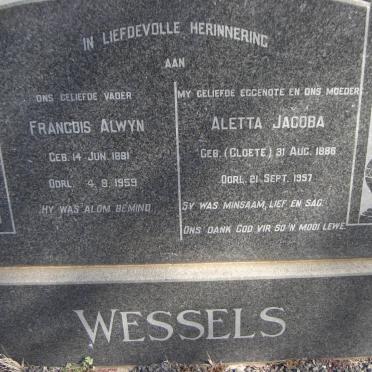 IN LIEFDEVOLLE HERINNERING
AAN
ONS GELIEFDE VADER
FRANCOIS ALWYN
GEB. 14 JUN. 1881
OORL. 4. 9. 1959
HY WAS ALOM BEMIND.
MY GELIEFDE EGGENOTE EN ONS MOEDER
ALETTA JACOBA
GEB. (CLOETE) 31 AUG. 1886
OORL. 21 SEPT. 1957
SY WAS MINSAAM, LIEF EN SAG.
ONS DANK GOD VIR SO'N MOOI LEWE.
WESSELS